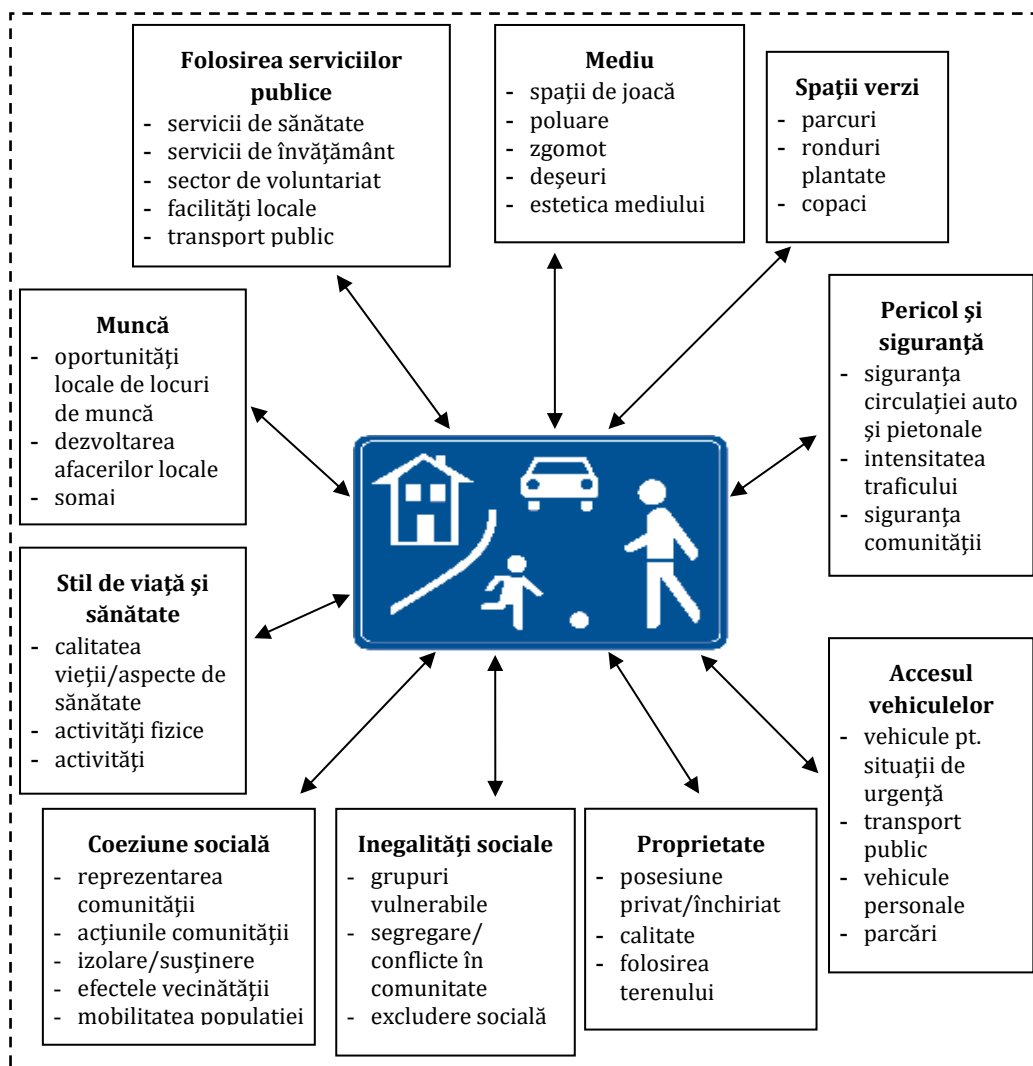 Folosirea serviciilor
publice
- servicii de sănătate
- servicii de învăţământ
- sector de voluntariat
- facilităţi locale
- transport public
Mediu
- spaţii de joacă
- poluare
- zgomot
- deşeuri
- estetica mediului
Spaţii verzi
- parcuri
- ronduri
plantate
- copaci
Muncă
- oportunităţi
locale de locuri
de muncă
- dezvoltarea
afacerilor locale
- somai
Pericol şi
siguranţă
- siguranţa
circulaţiei auto
şi pietonale
- intensitatea
traficului
- siguranţa
comunităţii
Stil de viaţă şi
sănătate
- calitatea
vieţii/aspecte de
sănătate
- activităţi fizice
- activităţi
Accesul
vehiculelor
- vehicule pt.
situaţii de
urgenţă
- transport
public
- vehicule
personale
- parcări
Coeziune socială
- reprezentarea
comunităţii
- acţiunile comunităţii
- izolare/susţinere
- efectele vecinătăţii
- mobilitatea populaţiei
Inegalităţi sociale
- grupuri
vulnerabile
- segregare/
conflicte în
comunitate
- excludere socială
Proprietate
- posesiune
privat/închiriat
- calitate
- folosirea
terenului